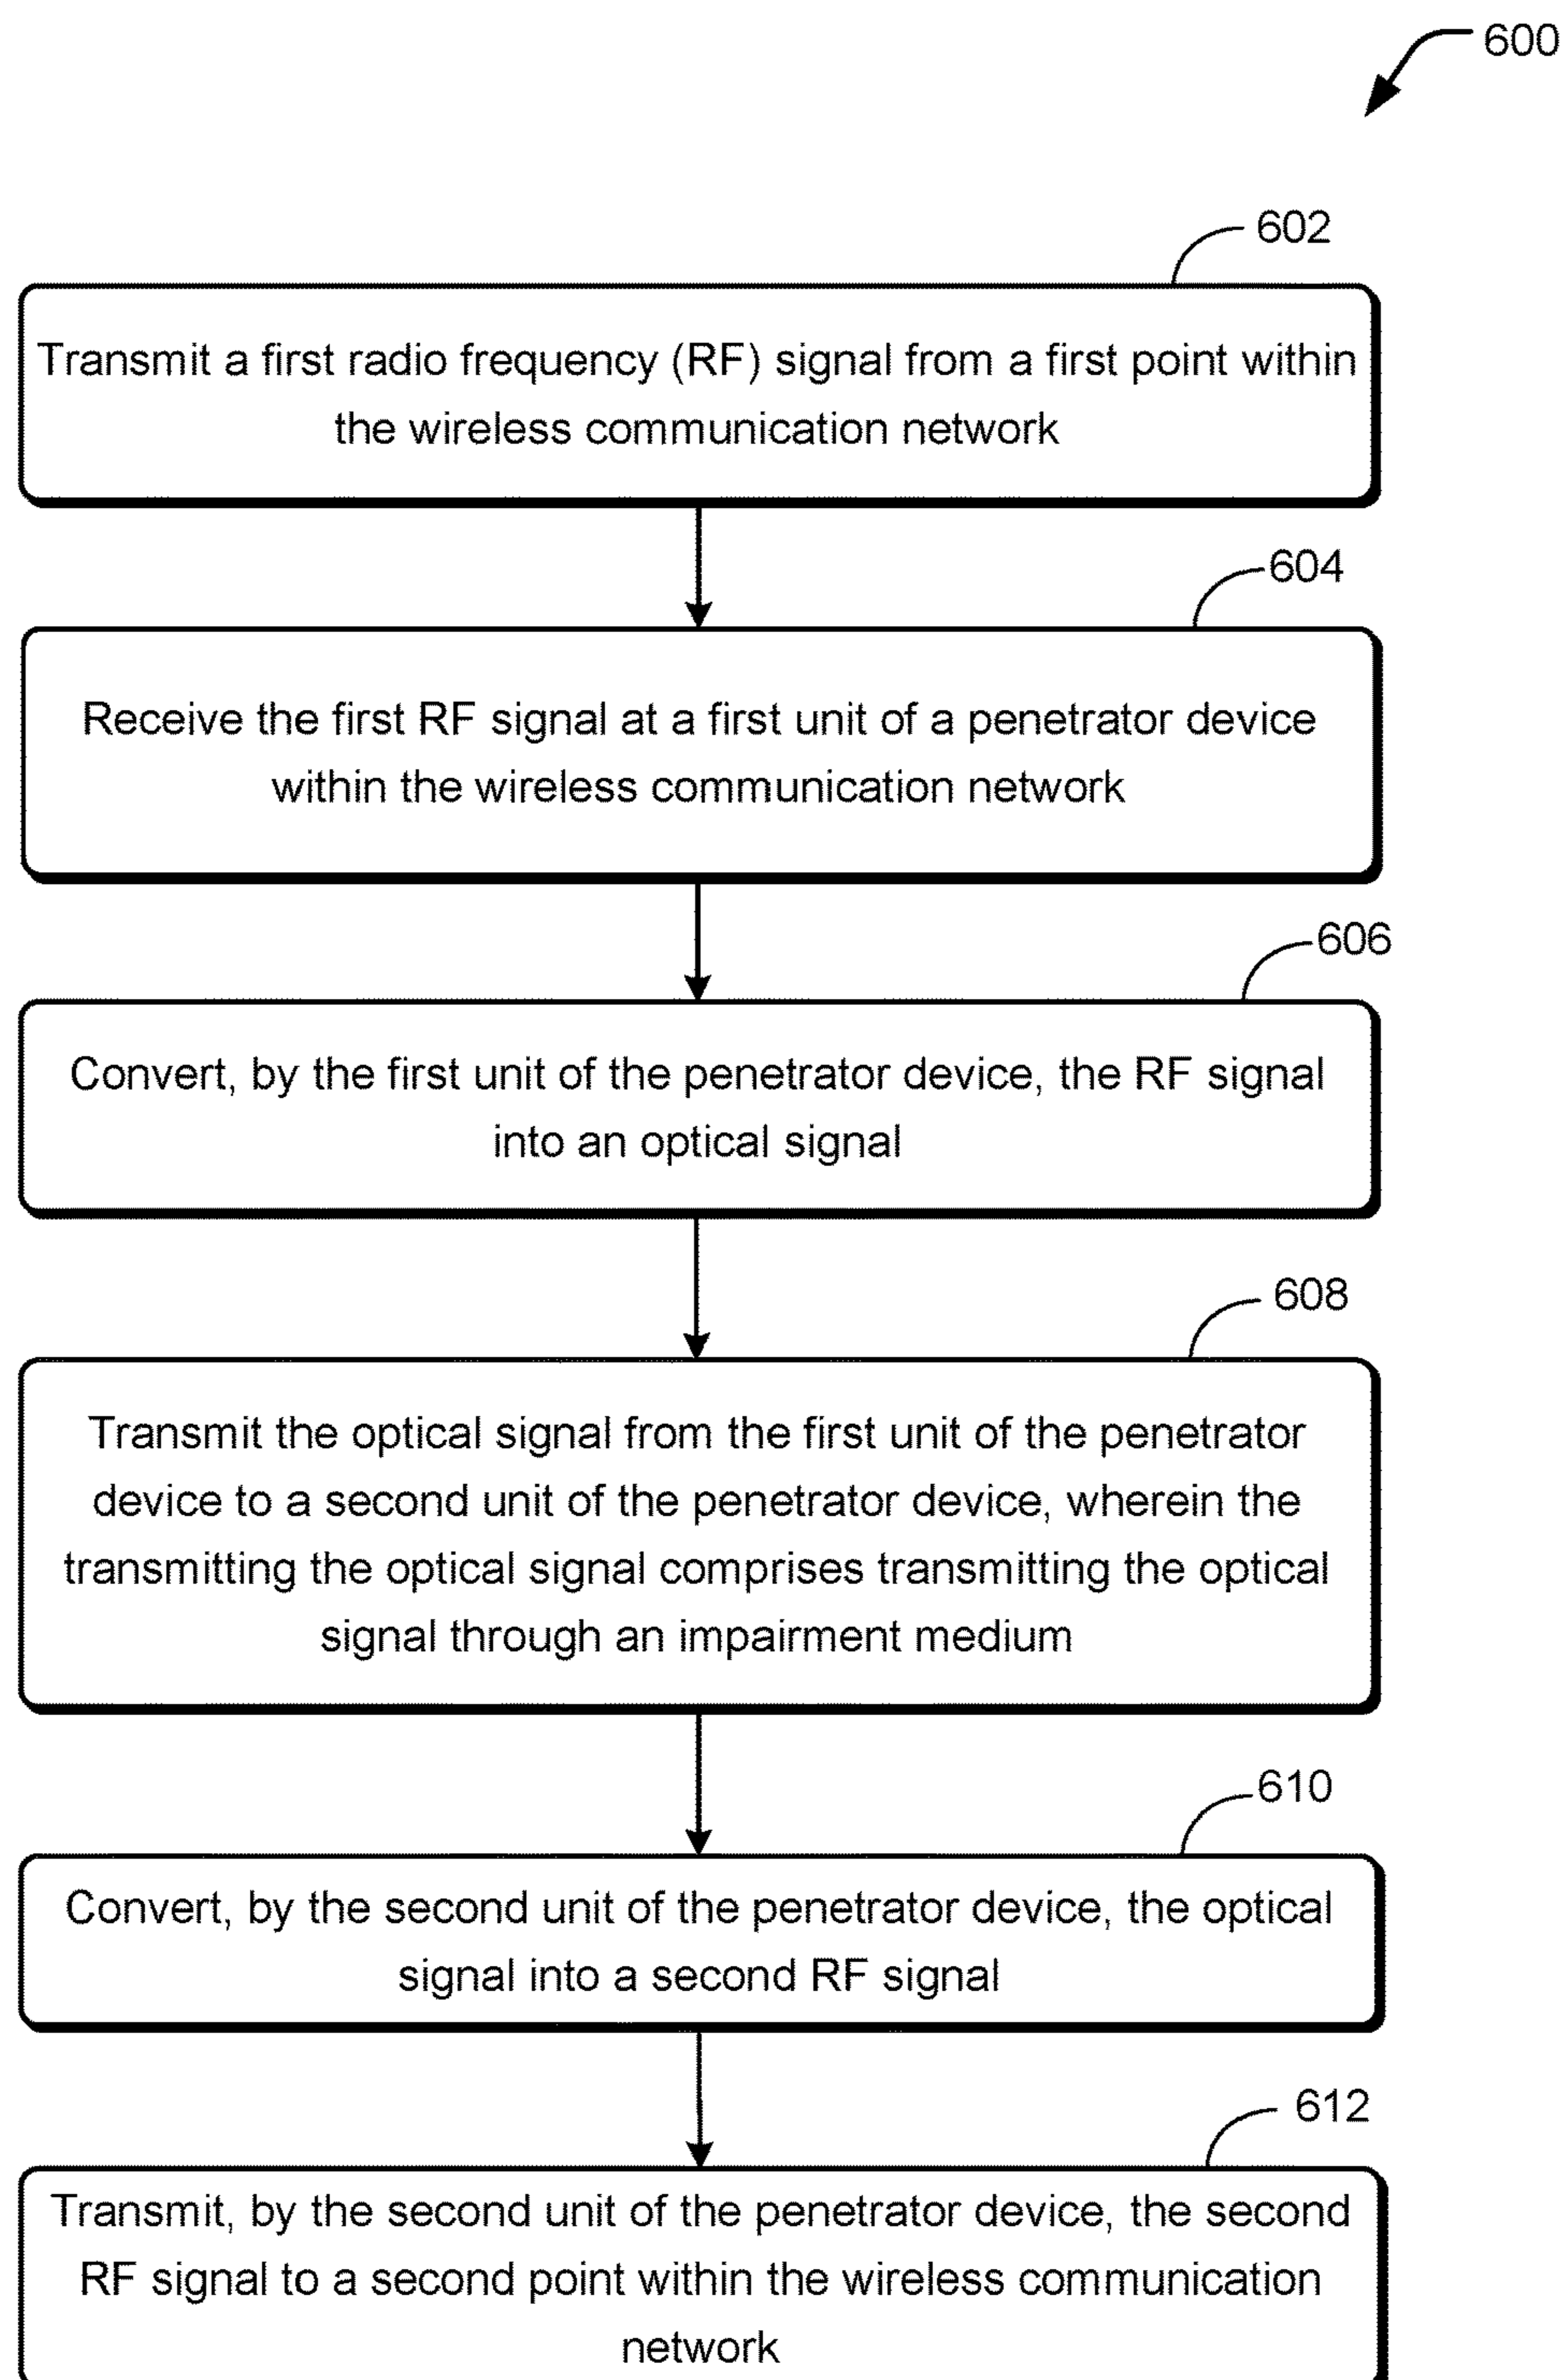 600
602
Transmit a first radio frequency (RF) signal from a first point within
the wireless communication network
604
Receive the first RF signal at a first unit of a penetrator device
within the wireless communication network
606
Convert, by the first unit of the penetrator device, the RF signal
into an optical signal
608
Transmit the optical signal from the first unit of the penetrator
device to a second unit of the penetrator device, wherein the
transmitting the optical signal comprises transmitting the optical
signal through an impairment medium
610
Convert, by the second unit of the penetrator device, the optical
signal into a second RF signal
612
Transmit, by the second unit of the penetrator device, the second
RF signal to a second point within the wireless communication
network